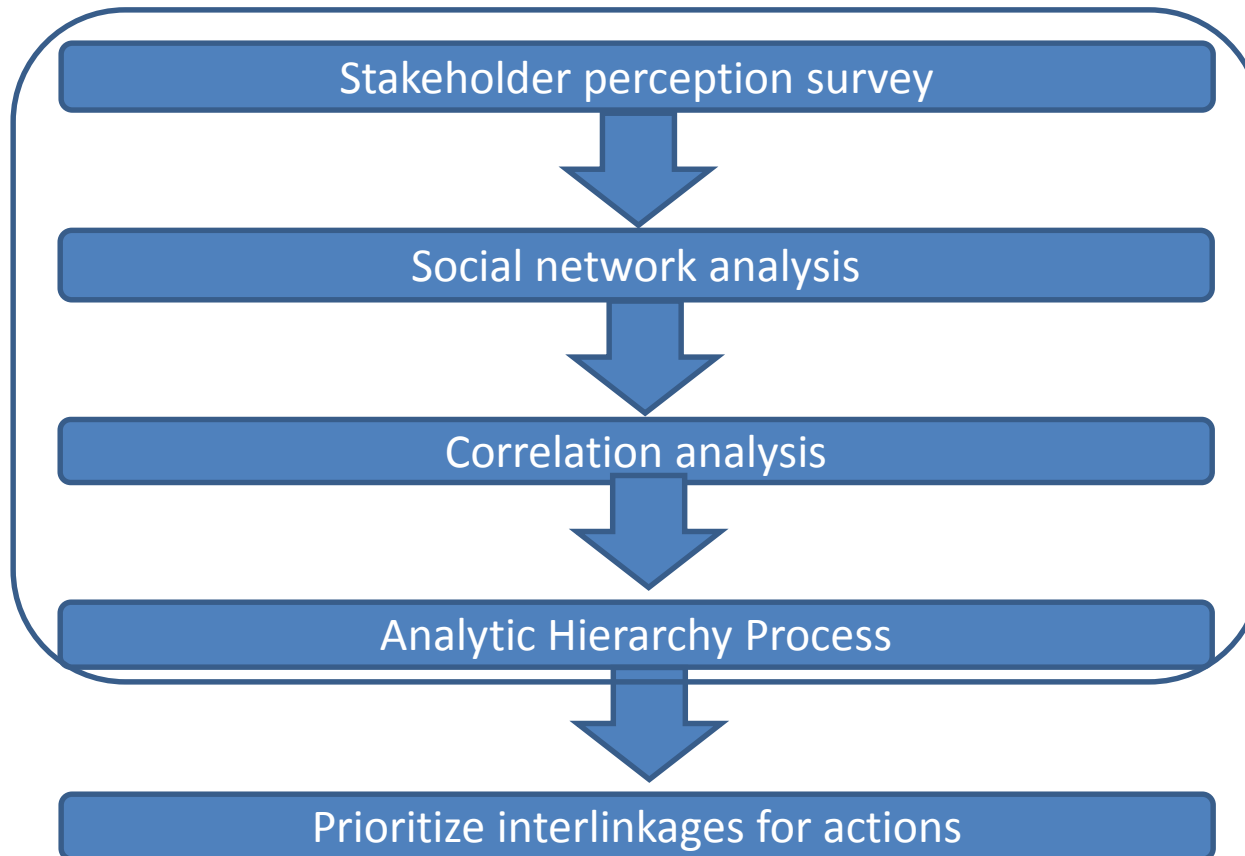 Stakeholder perception survey
Social network analysis
Correlation analysis
Analytic Hierarchy Process
Prioritize interlinkages for actions